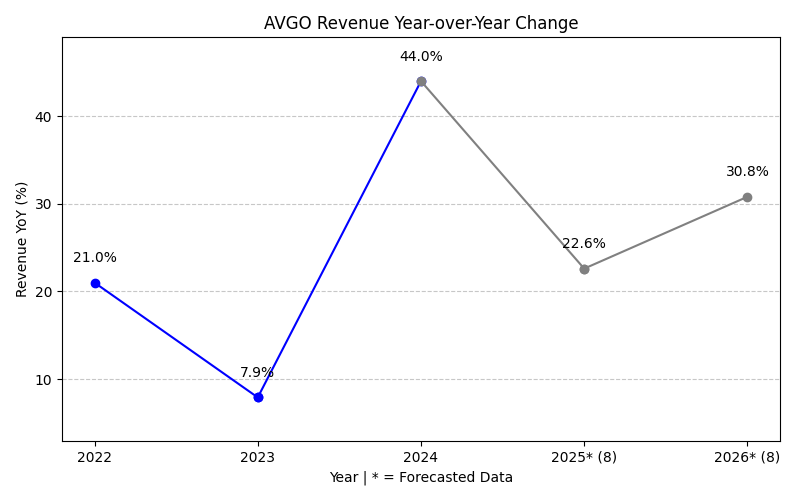 AVGO Revenue Year-over-Year Change
44.0%
30.8%
22.6%
21.0%
7.9%
Revenue YoY (%)
40
30
20
10
2022 2023 2024 2025* (8) 2026* (8)
Year | * = Forecasted Data